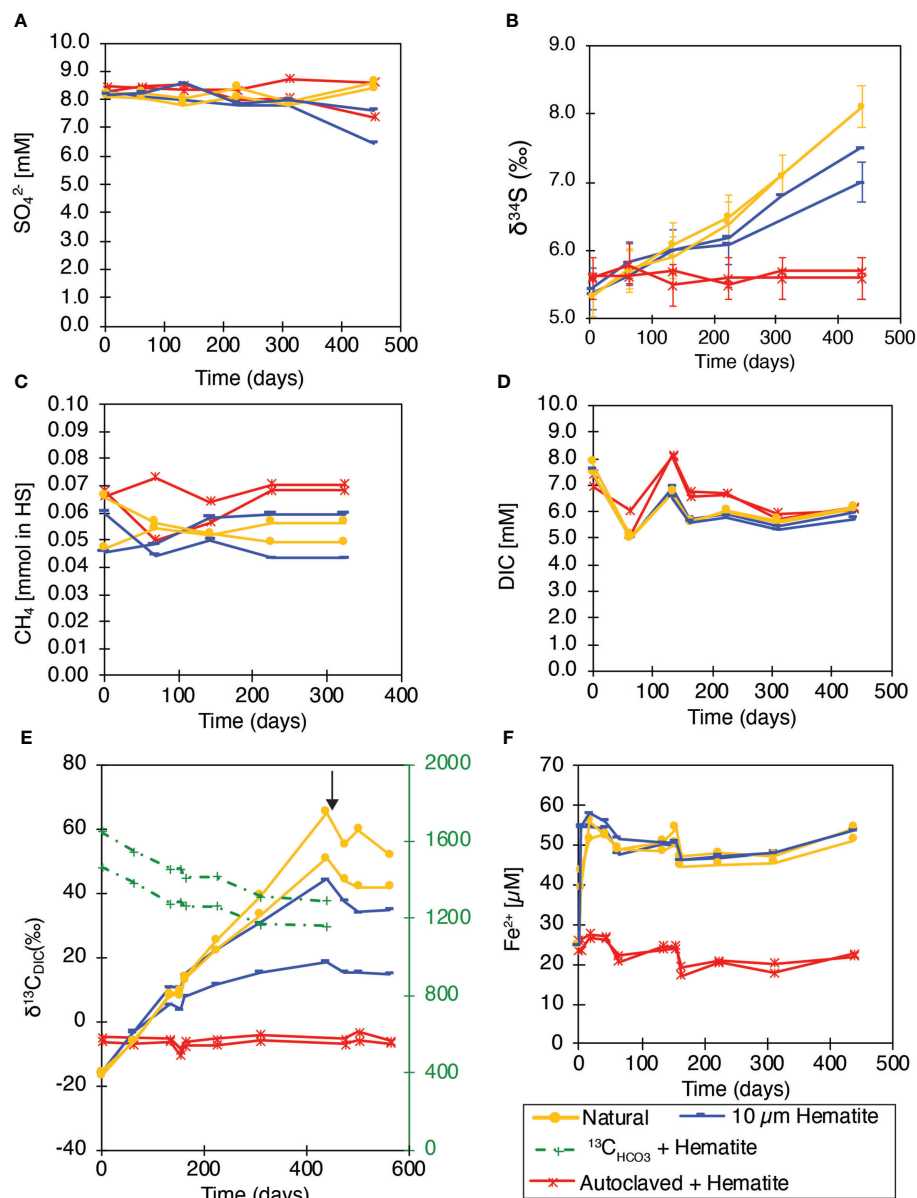 A
10.0
9.0
8.0
7.0
6.0
5.0
4.0
3.0
2.0
1.0
0.0
SO₄²⁻ [mM]
0 100 200 300 400 500
Time (days)
B
9.0
8.0
7.0
6.0
5.0
δ³⁴S (‰)
0 100 200 300 400 500
Time (days)
C
0.10
0.09
0.08
0.07
0.06
0.05
0.04
0.03
0.02
0.01
0.00
CH₄ [mmol in HS]
0 100 200 300 400
Time (days)
D
10.0
9.0
8.0
7.0
6.0
5.0
4.0
3.0
2.0
1.0
0.0
DIC [mM]
0 100 200 300 400 500
Time (days)
E
80
60
40
20
0
-20
-40
δ¹³C_DIC(‰)
2000
1600
1200
800
400
0
0 200 400 600
Time (days)
F
70
60
50
40
30
20
10
0
Fe²⁺ [µM]
0 100 200 300 400 500
Time (days)
Natural 10 µm Hematite
¹³C_HCO3 + Hematite
Autoclaved + Hematite